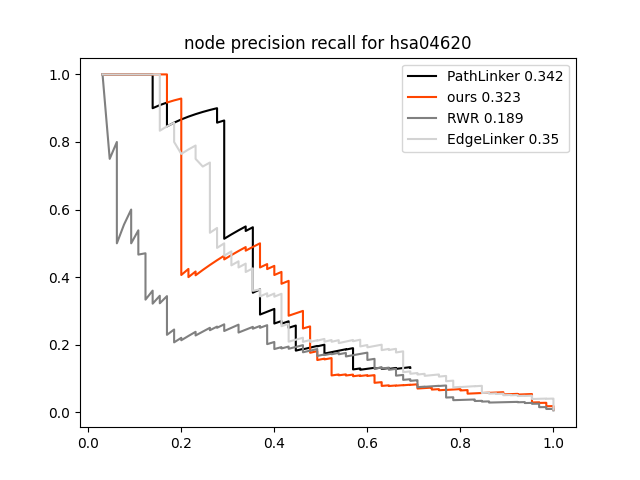 node precision recall for hsa04620
PathLinker 0.342
ours 0.323
RWR 0.189
EdgeLinker 0.35
1.0
0.8
0.6
0.4
0.2
0.0
0.0 0.2 0.4 0.6 0.8 1.0